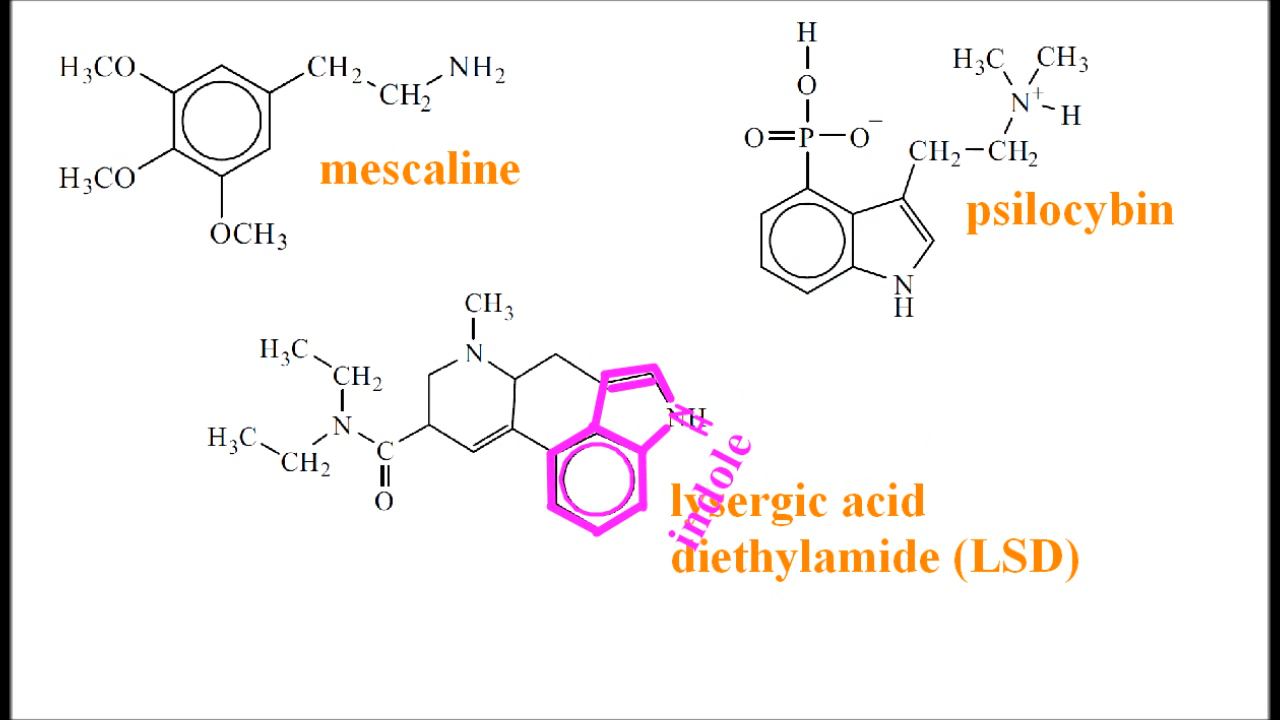 H₃CO
CH₂
NH₂
CH₂
H₃CO
OCH₃
mescaline
H
O
O=P—O⁻
H₃C CH₃
N⁺
H
CH₂—CH₂
N
H
psilocybin
CH₃
N
H₃C
CH₂
N
H₃C
CH₂
C
O
NH
indole
lysergic acid
diethylamide (LSD)